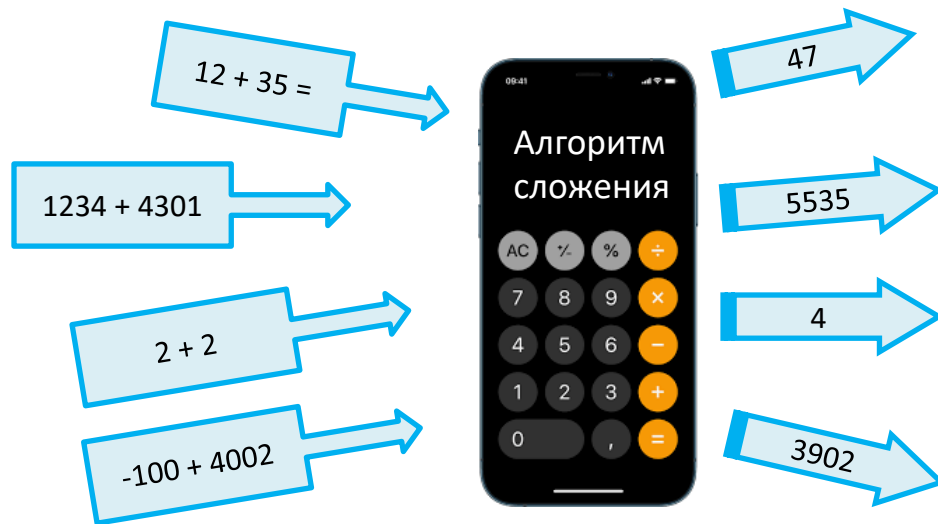 12 + 35 =
1234 + 4301
2 + 2
-100 + 4002
09:41
Алгоритм
сложения
AC +/- % ÷
7 8 9 ×
4 5 6 −
1 2 3 +
0 , =
47
5535
4
3902